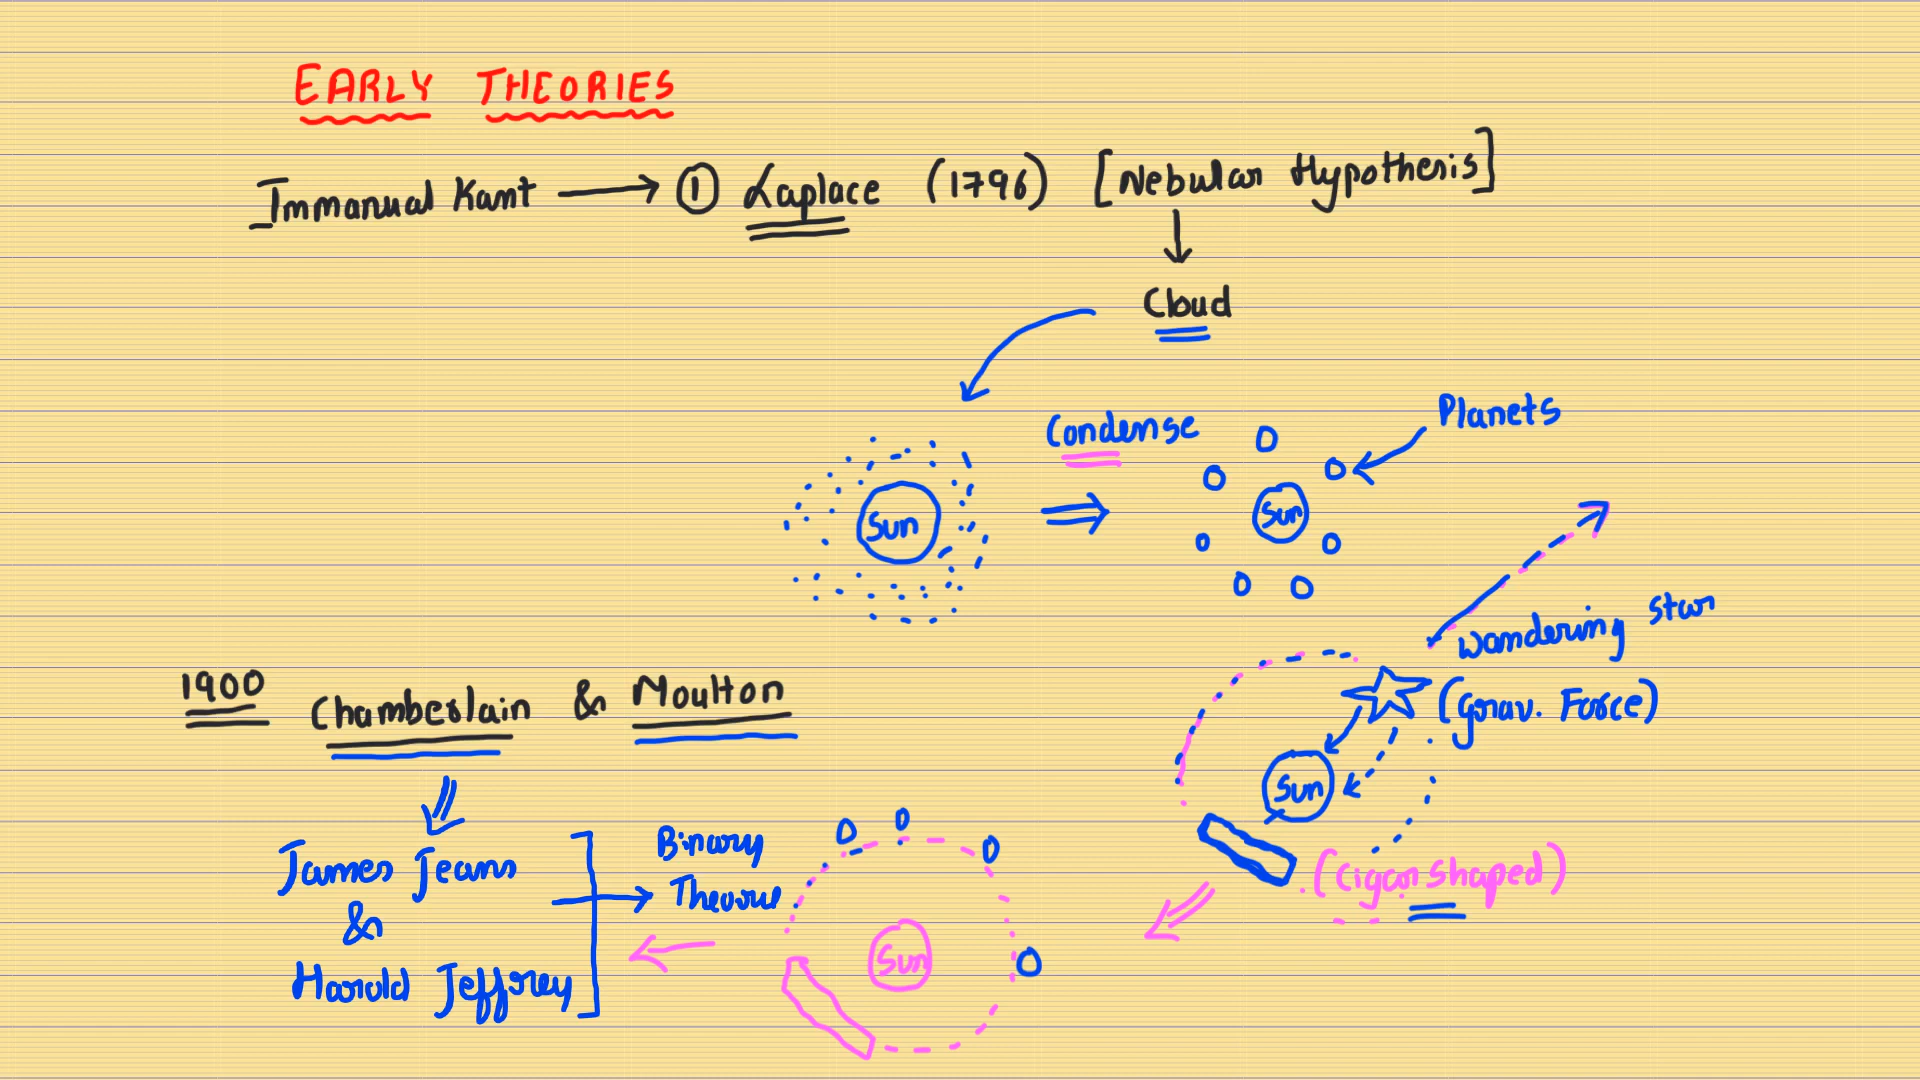 EARLY THEORIES
Immanual Kant → ① Laplace (1796) [Nebular Hypothesis]
Cloud
Condense
Planets
Sun
Sun
wandering star
(Grav. Force)
Sun
(Cigar shaped)
1900 Chamberlain & Moulton
James Jeans
&
Harold Jeffrey
Binary
Theorie
Sun